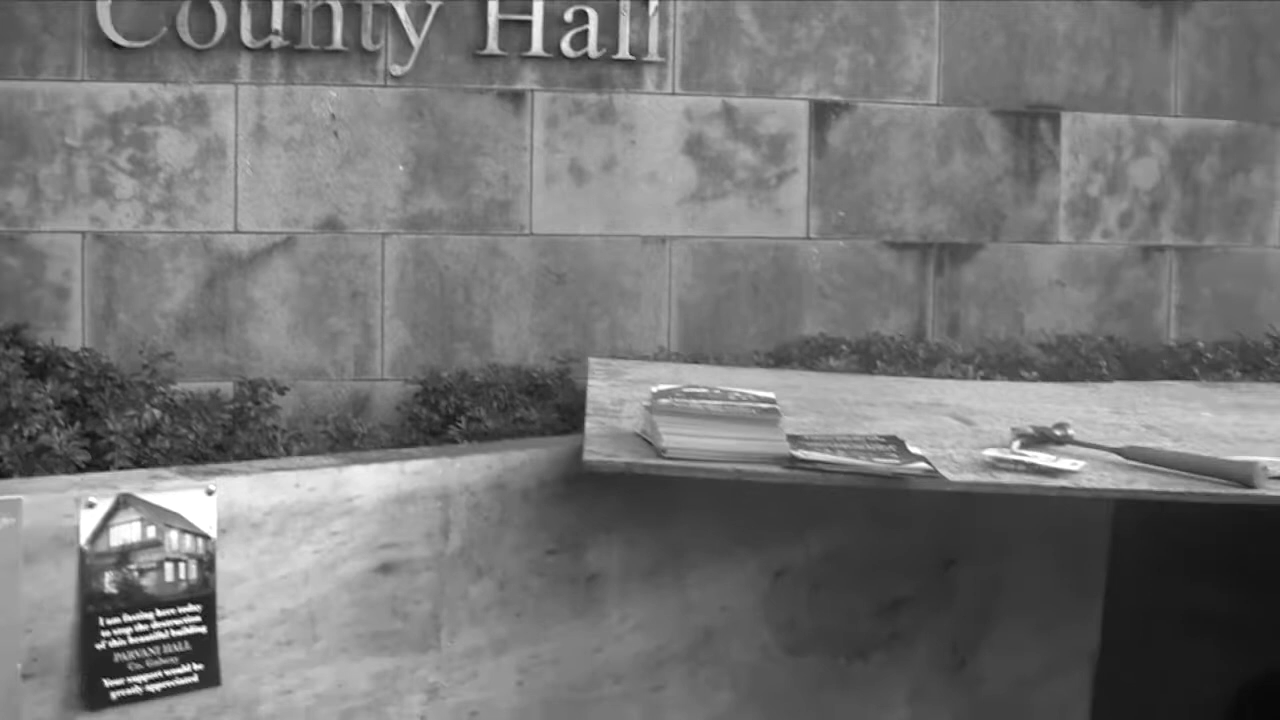 County Hall
I am fasting here today
to stop the destruction
of this beautiful building
PARVANI HALL
Co. Galway
Your support would be
greatly appreciated